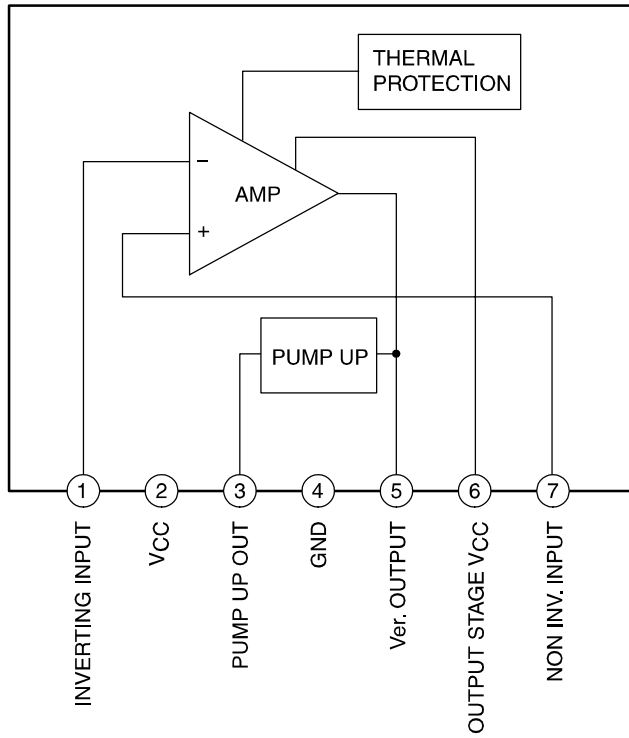 THERMAL
PROTECTION
−
AMP
+
PUMP UP
1
2
3
4
5
6
7
INVERTING INPUT
VCC
PUMP UP OUT
GND
Ver. OUTPUT
OUTPUT STAGE VCC
NON INV. INPUT